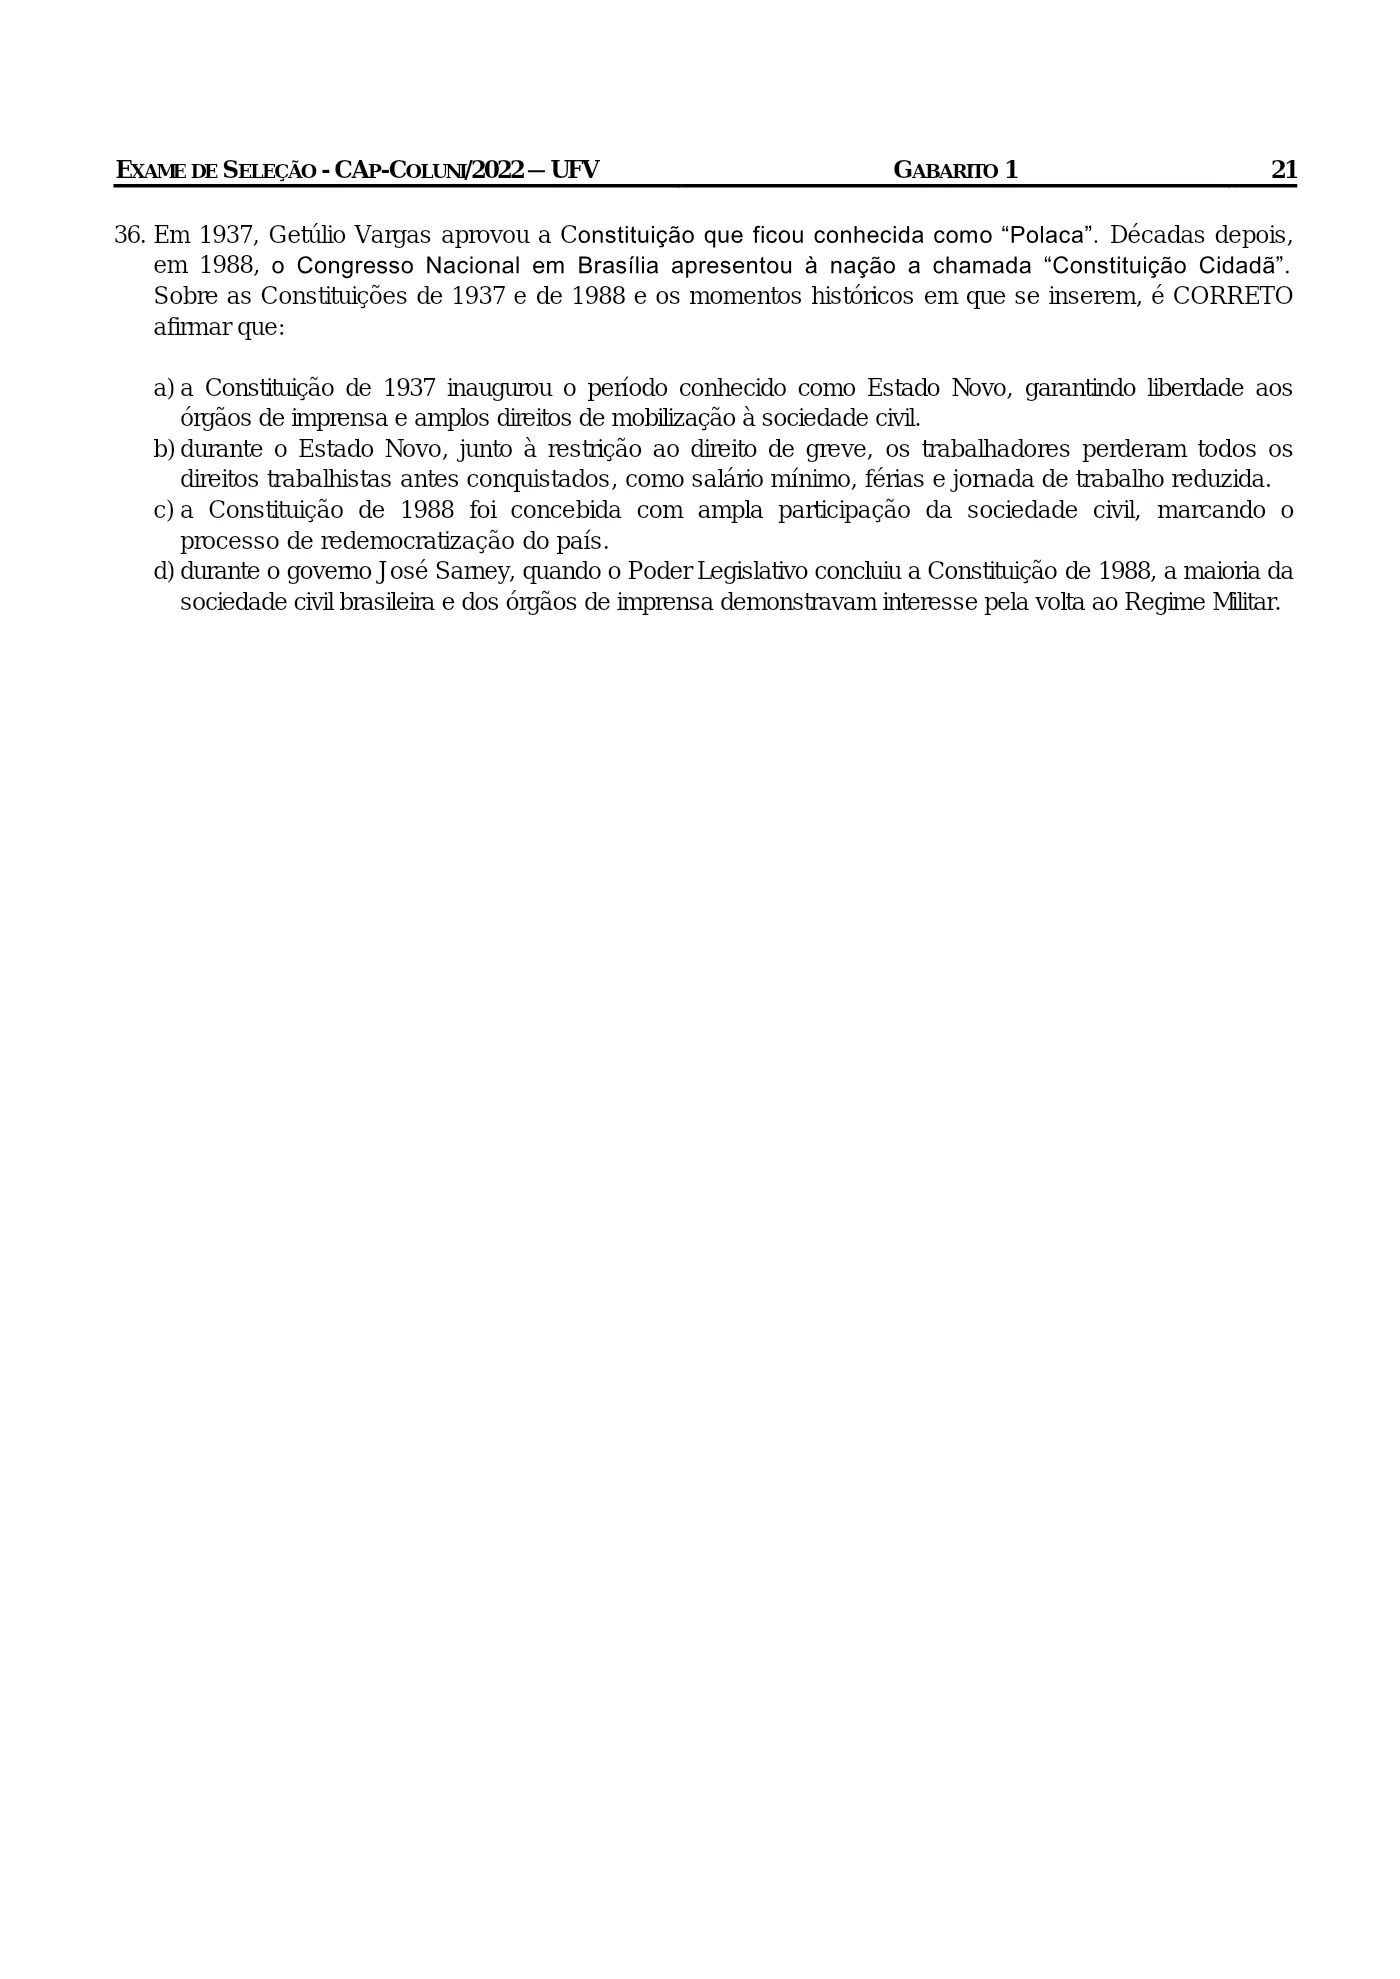 EXAME DE SELEÇÃO - CAP-COLUNI/2022 — UFV GABARITO 1 21
36. Em 1937, Getúlio Vargas aprovou a Constituição que ficou conhecida como “Polaca”. Décadas depois,
em 1988, o Congresso Nacional em Brasília apresentou à nação a chamada “Constituição Cidadã”.
Sobre as Constituições de 1937 e de 1988 e os momentos históricos em que se inserem, é CORRETO
afirmar que:
a) a Constituição de 1937 inaugurou o período conhecido como Estado Novo, garantindo liberdade aos
órgãos de imprensa e amplos direitos de mobilização à sociedade civil.
b) durante o Estado Novo, junto à restrição ao direito de greve, os trabalhadores perderam todos os
direitos trabalhistas antes conquistados, como salário mínimo, férias e jornada de trabalho reduzida.
c) a Constituição de 1988 foi concebida com ampla participação da sociedade civil, marcando o
processo de redemocratização do país.
d) durante o governo José Sarney, quando o Poder Legislativo concluiu a Constituição de 1988, a maioria da
sociedade civil brasileira e dos órgãos de imprensa demonstravam interesse pela volta ao Regime Militar.